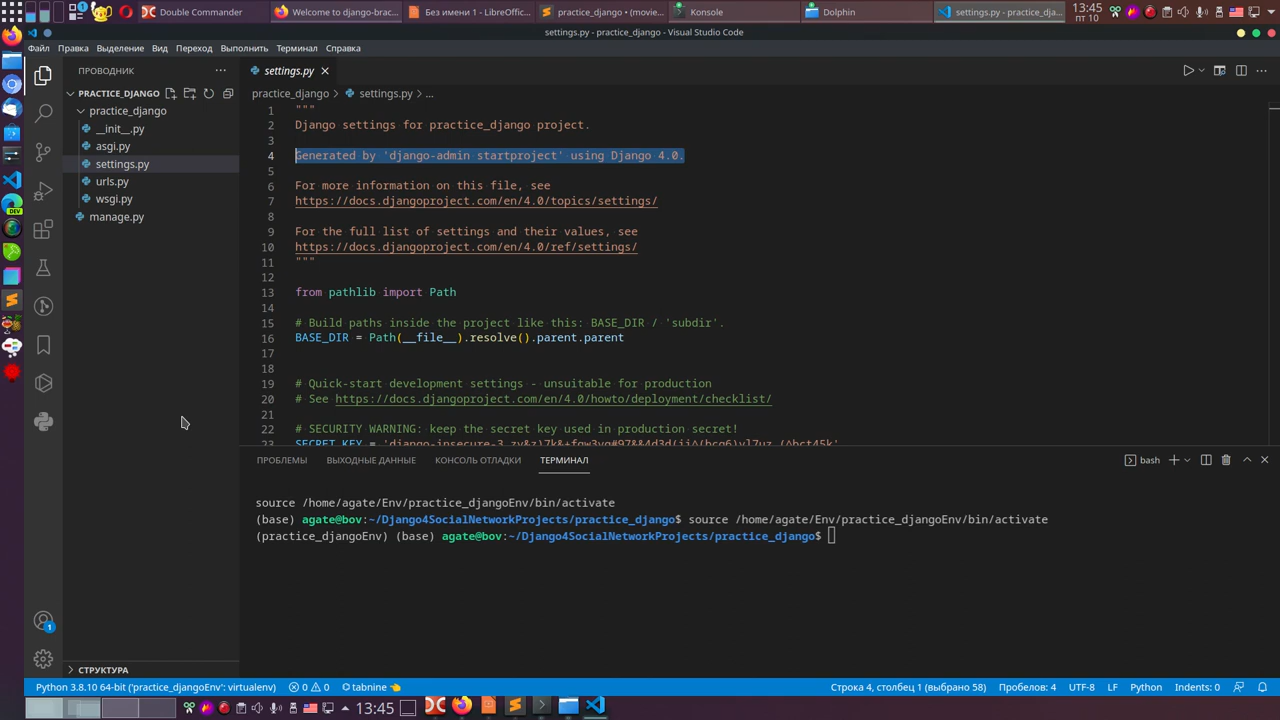 Double Commander
Welcome to django-brac...
Без имени 1 - LibreOffic...
practice_django • (movie...
Konsole
Dolphin
settings.py - practice_dja...
13:45
пт 10
settings.py - practice_django - Visual Studio Code
Файл Правка Выделение Вид Переход Выполнить Терминал Справка
ПРОВОДНИК ...
settings.py
PRACTICE_DJANGO
practice_django > settings.py > ...
practice_django
__init__.py
asgi.py
settings.py
urls.py
wsgi.py
manage.py
1 """
2 Django settings for practice_django project.
3
4 Generated by 'django-admin startproject' using Django 4.0.
5
6 For more information on this file, see
7 https://docs.djangoproject.com/en/4.0/topics/settings/
8
9 For the full list of settings and their values, see
10 https://docs.djangoproject.com/en/4.0/ref/settings/
11 """
12
13 from pathlib import Path
14
15 # Build paths inside the project like this: BASE_DIR / 'subdir'.
16 BASE_DIR = Path(__file__).resolve().parent.parent
17
18
19 # Quick-start development settings - unsuitable for production
20 # See https://docs.djangoproject.com/en/4.0/howto/deployment/checklist/
21
22 # SECURITY WARNING: keep the secret key used in production secret!
23 SECRET_KEY =
ПРОБЛЕМЫ ВЫХОДНЫЕ ДАННЫЕ КОНСОЛЬ ОТЛАДКИ ТЕРМИНАЛ
bash
source /home/agate/Env/practice_djangoEnv/bin/activate
(base) agate@bov:~/Django4SocialNetworkProjects/practice_django$ source /home/agate/Env/practice_djangoEnv/bin/activate
(practice_djangoEnv) (base) agate@bov:~/Django4SocialNetworkProjects/practice_django$
DEV
1
СТРУКТУРА
Python 3.8.10 64-bit ('practice_djangoEnv': virtualenv) 0 0 tabnine
Строка 4, столбец 1 (выбрано 58) Пробелов: 4 UTF-8 LF Python Indents: 0
13:45